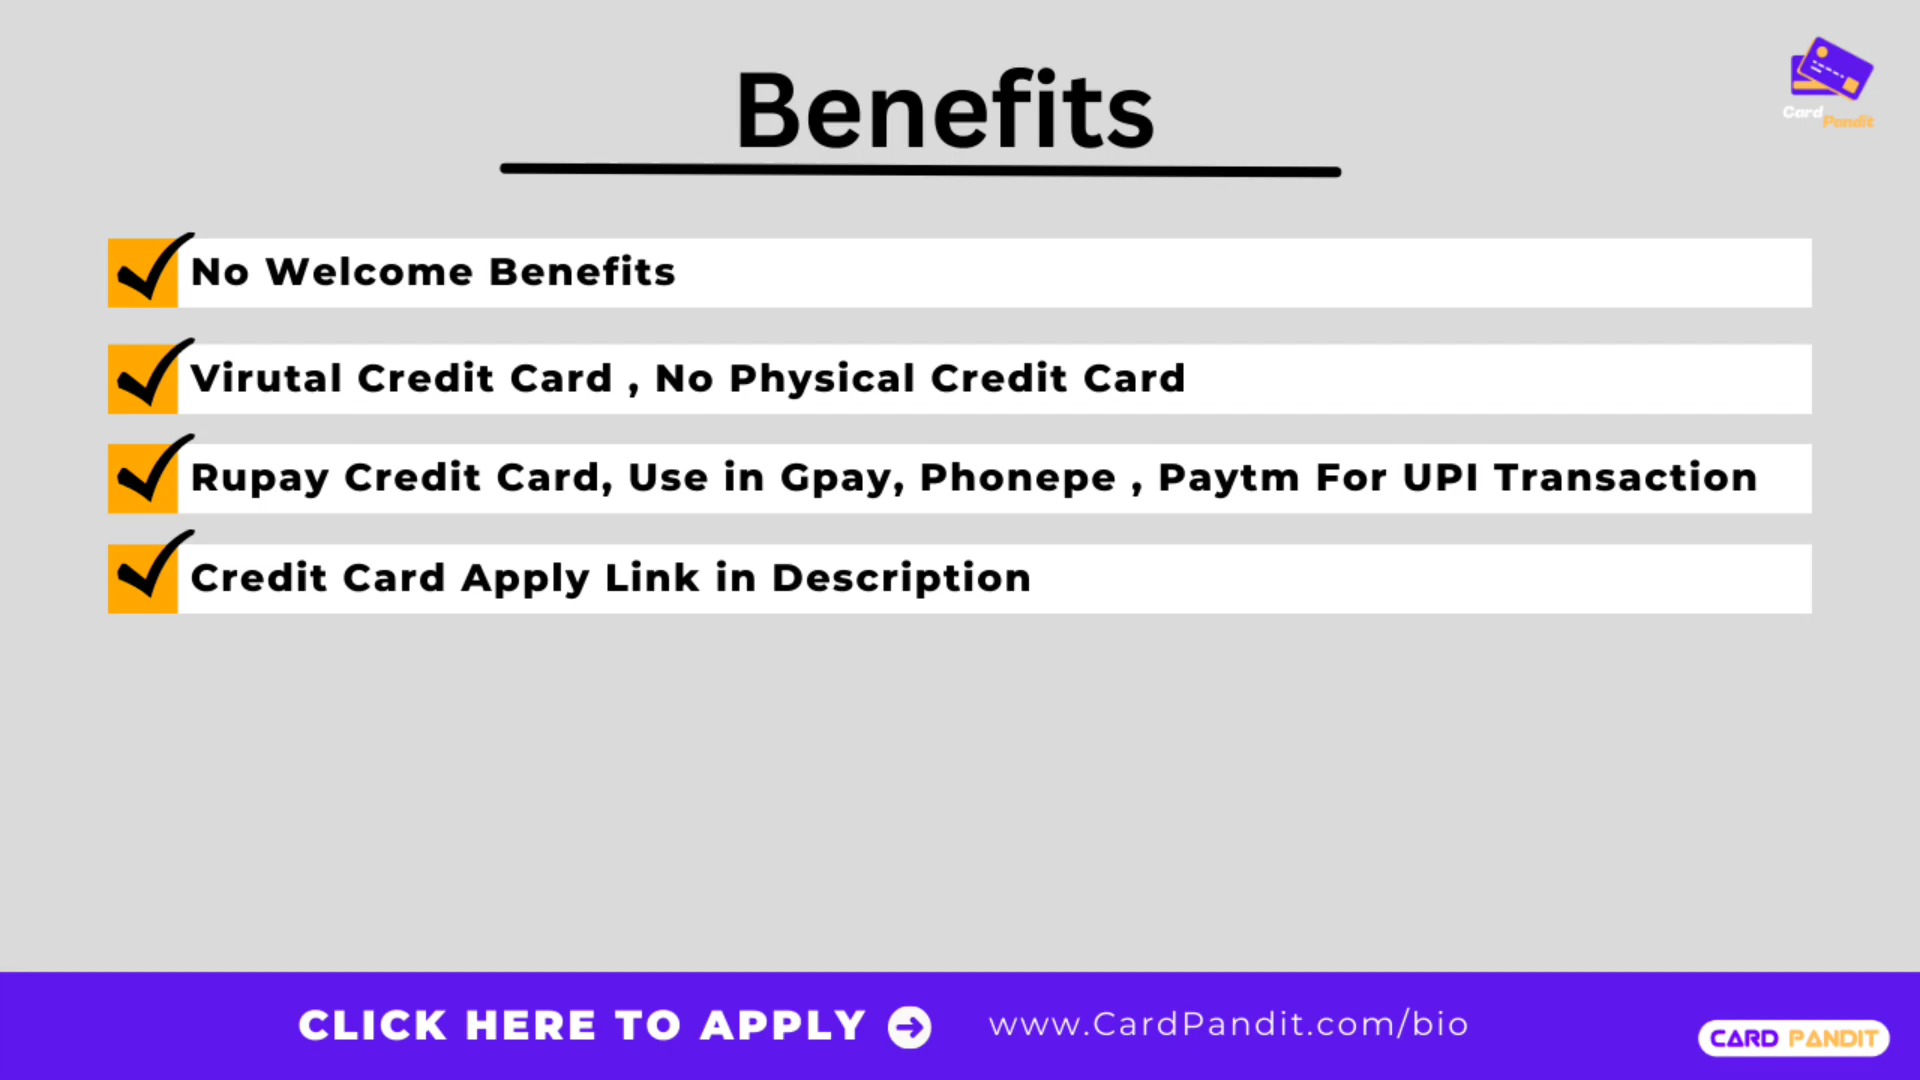 Benefits
Card
Pandit
No Welcome Benefits
Virutal Credit Card , No Physical Credit Card
Rupay Credit Card, Use in Gpay, Phonepe , Paytm For UPI Transaction
Credit Card Apply Link in Description
CLICK HERE TO APPLY
www.CardPandit.com/bio
CARD PANDIT